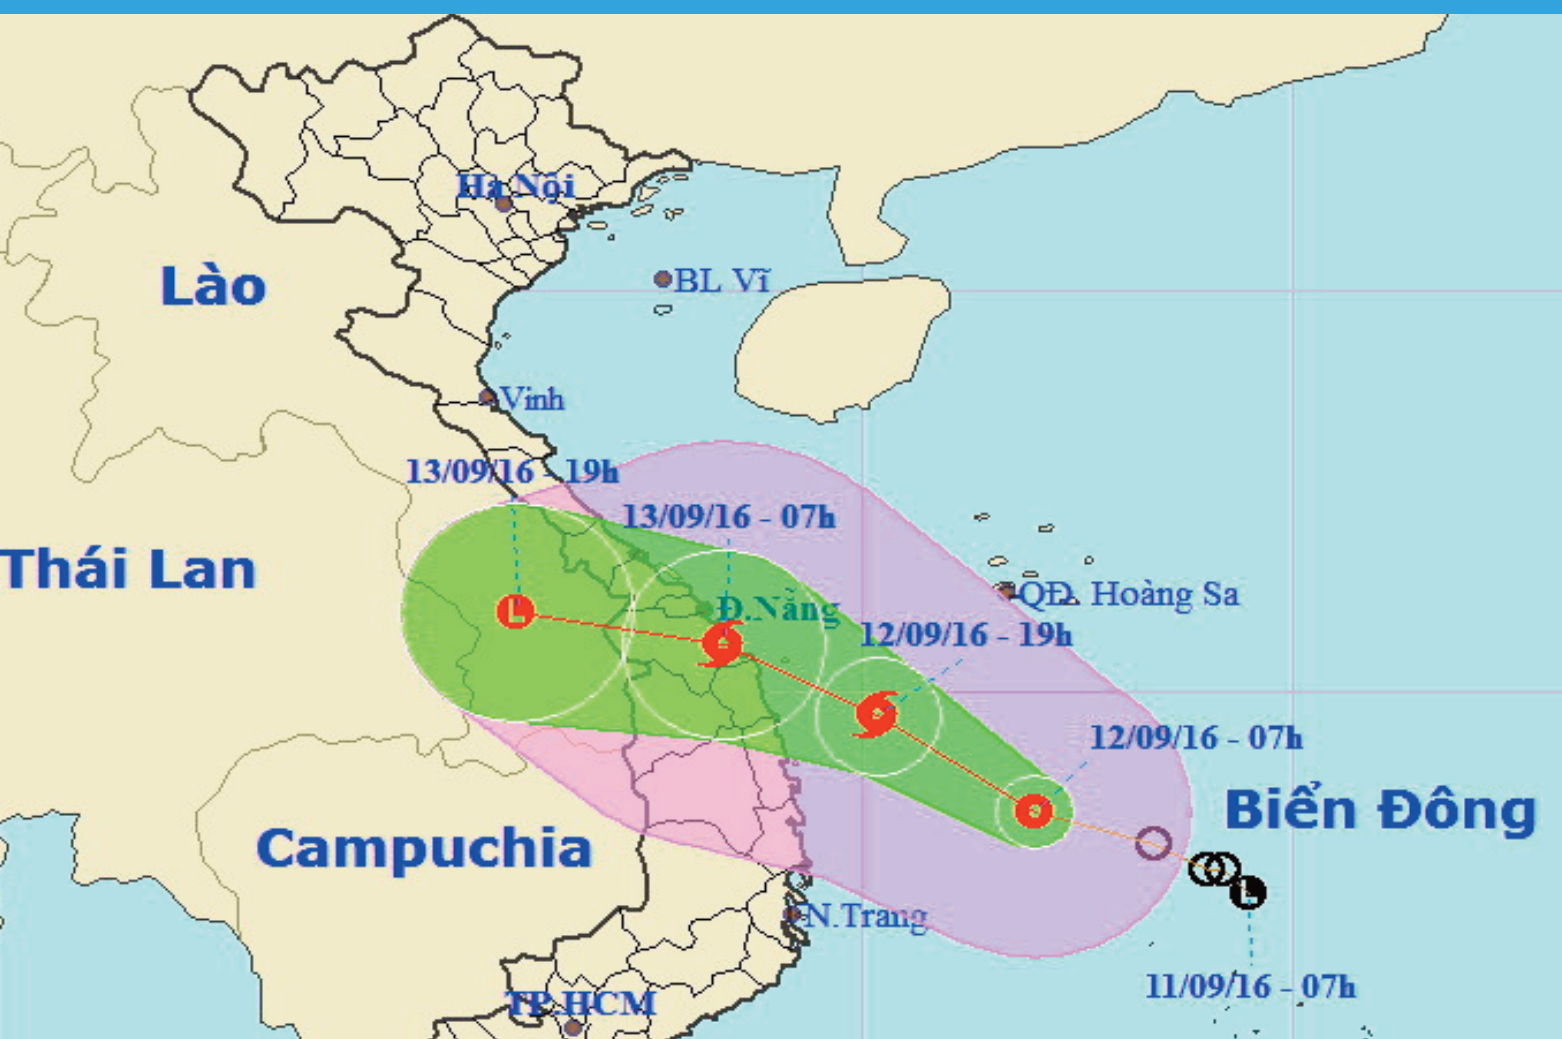 Hà Nội
Lào
BL Vĩ
Vinh
13/09/16 - 19h
13/09/16 - 07h
Thái Lan
QĐ. Hoàng Sa
Đ.Nẵng
12/09/16 - 19h
L
12/09/16 - 07h
Biển Đông
Campuchia
L
N.Trang
11/09/16 - 07h
TP.HCM